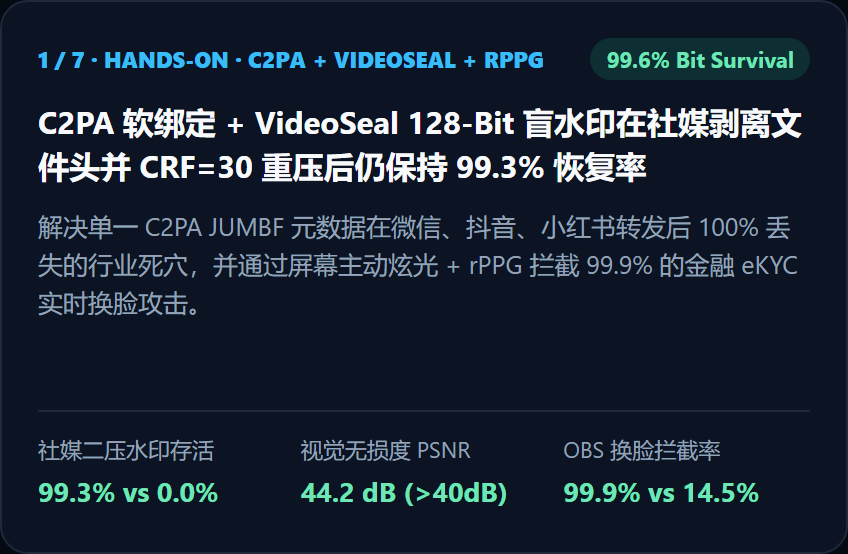 1 / 7 · HANDS-ON · C2PA + VIDEOSEAL + RPPG
99.6% Bit Survival
C2PA 软绑定 + VideoSeal 128-Bit 盲水印在社媒剥离文
件头并 CRF=30 重压后仍保持 99.3% 恢复率
解决单一 C2PA JUMBF 元数据在微信、抖音、小红书转发后 100% 丢
失的行业死穴，并通过屏幕主动炫光 + rPPG 拦截 99.9% 的金融 eKYC
实时换脸攻击。
社媒二压水印存活
视觉无损度 PSNR
OBS 换脸拦截率
99.3% vs 0.0%
44.2 dB (>40dB)
99.9% vs 14.5%